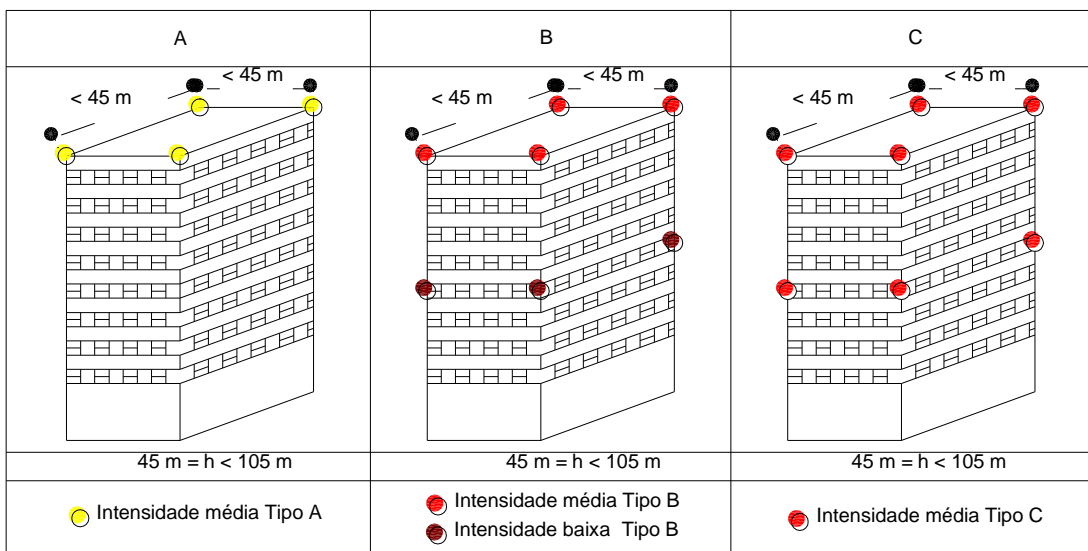 A
B
C
< 45 m
< 45 m
< 45 m
< 45 m
< 45 m
< 45 m
45 m = h < 105 m
45 m = h < 105 m
45 m = h < 105 m
Intensidade média Tipo A
Intensidade média Tipo B
Intensidade baixa Tipo B
Intensidade média Tipo C